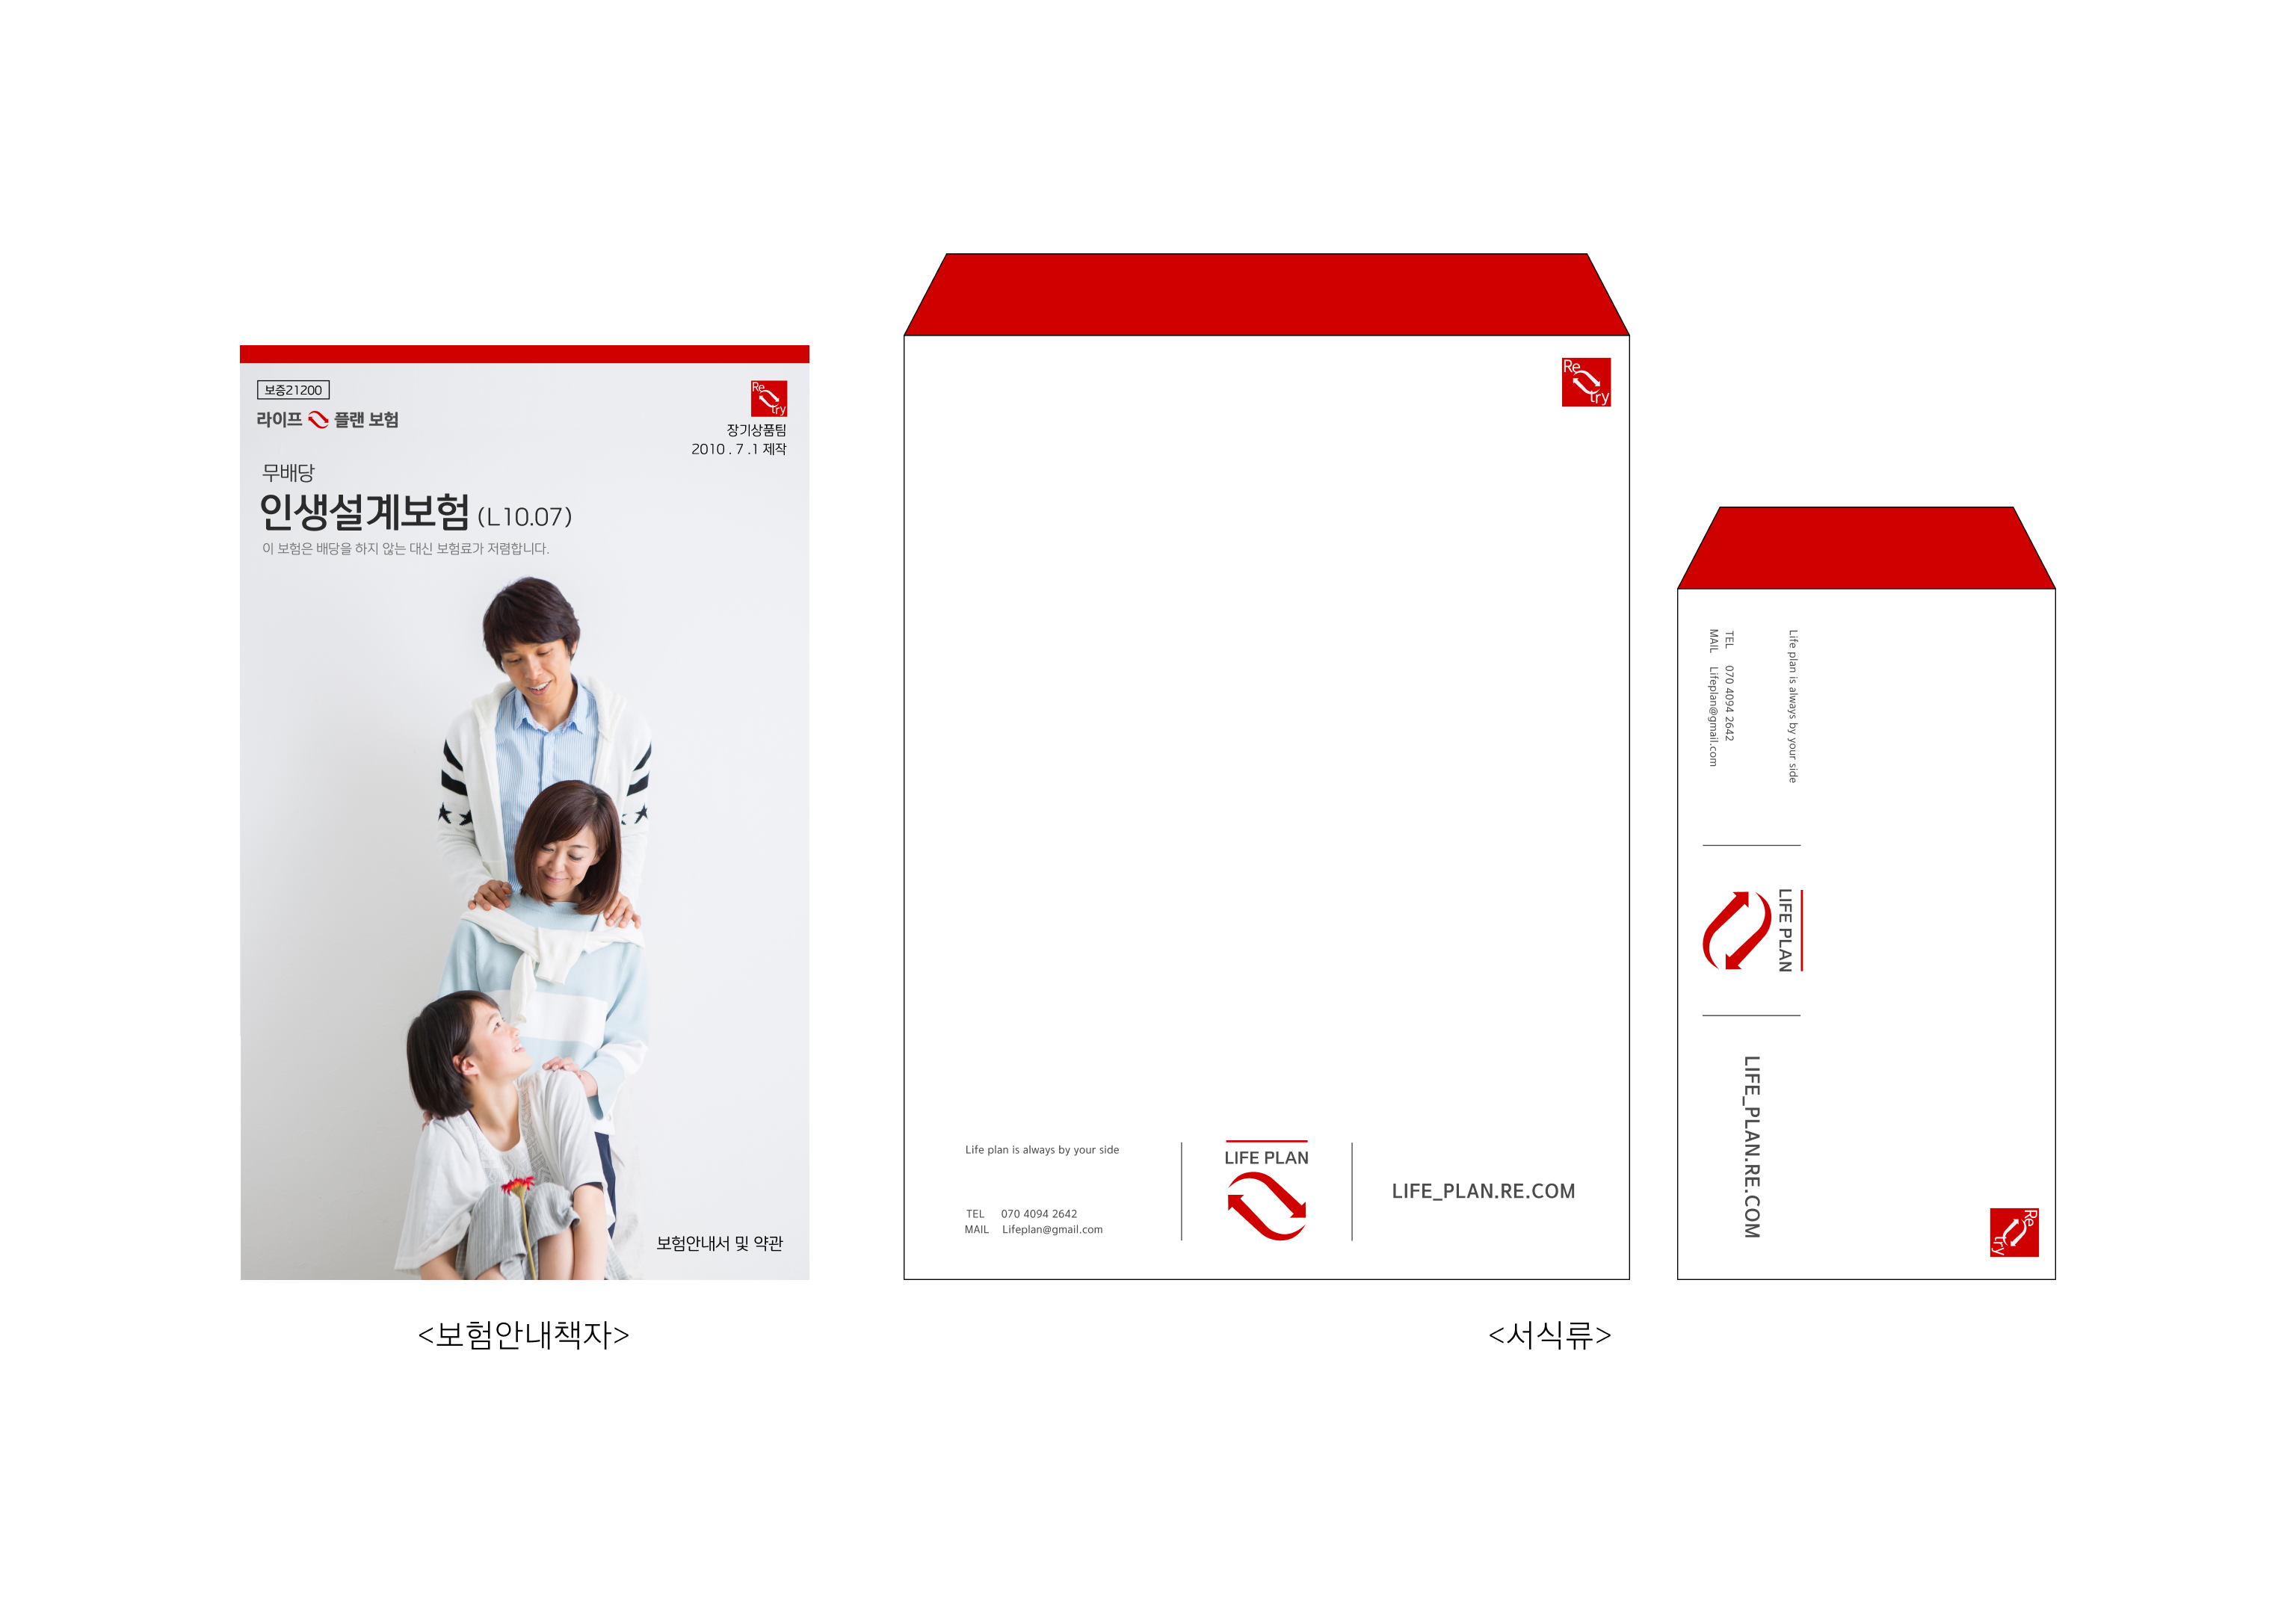 보증21200
라이프 플랜 보험
Re
try
장기상품팀
2010 . 7 .1 제작
무배당
인생설계보험 (L10.07)
이 보험은 배당을 하지 않는 대신 보험료가 저렴합니다.
보험안내서 및 약관
<보험안내책자>
Re
try
Life plan is always by your side
TEL 070 4094 2642
MAIL Lifeplan@gmail.com
LIFE PLAN
LIFE_PLAN.RE.COM
Life plan is always by your side
TEL 070 4094 2642
MAIL Lifeplan@gmail.com
LIFE PLAN
LIFE_PLAN.RE.COM
Re
try
<서식류>